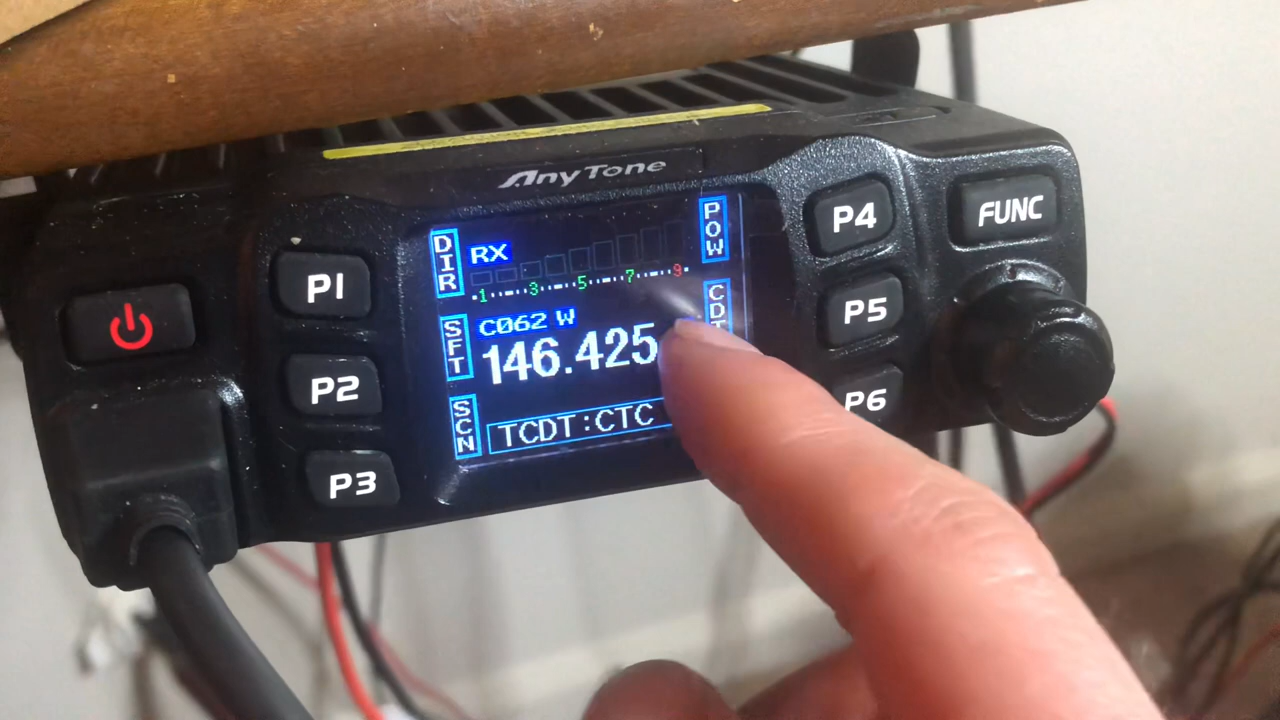 AnyTone
P1
P2
P3
P4
P5
P6
FUNC
DIR
SFT
SCN
POW
RX
1 3 5 7 9
C062 W
146.425
TCDT:CTC